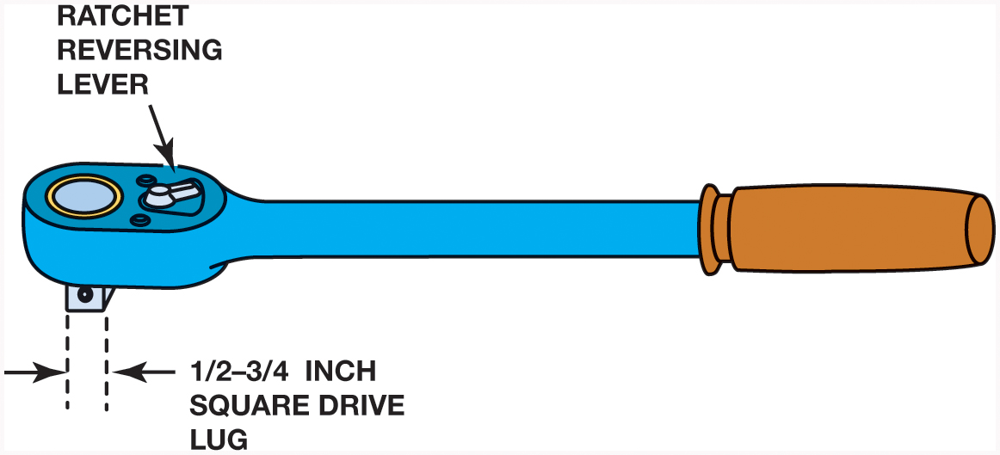 RATCHET
REVERSING
LEVER
1/2–3/4 INCH
SQUARE DRIVE
LUG